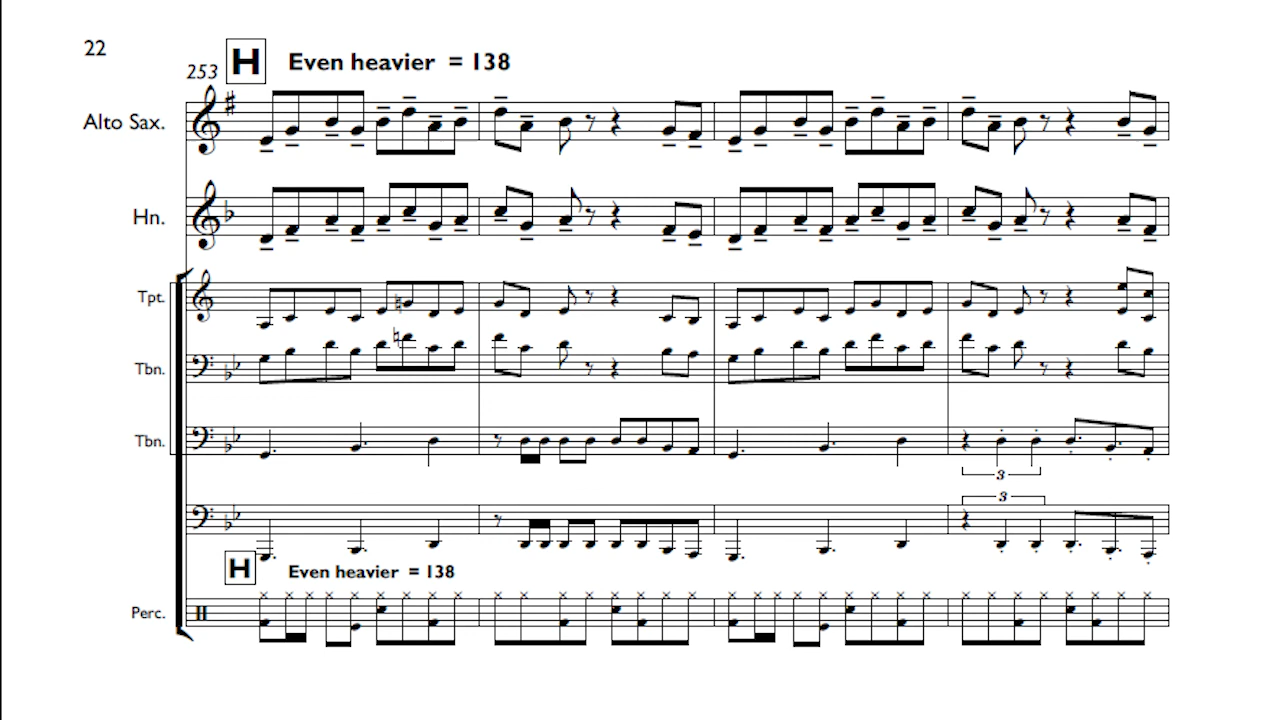 22
253 H Even heavier = 138
Alto Sax.
Hn.
Tpt.
Tbn.
Tbn.
3
3
H Even heavier = 138
Perc.